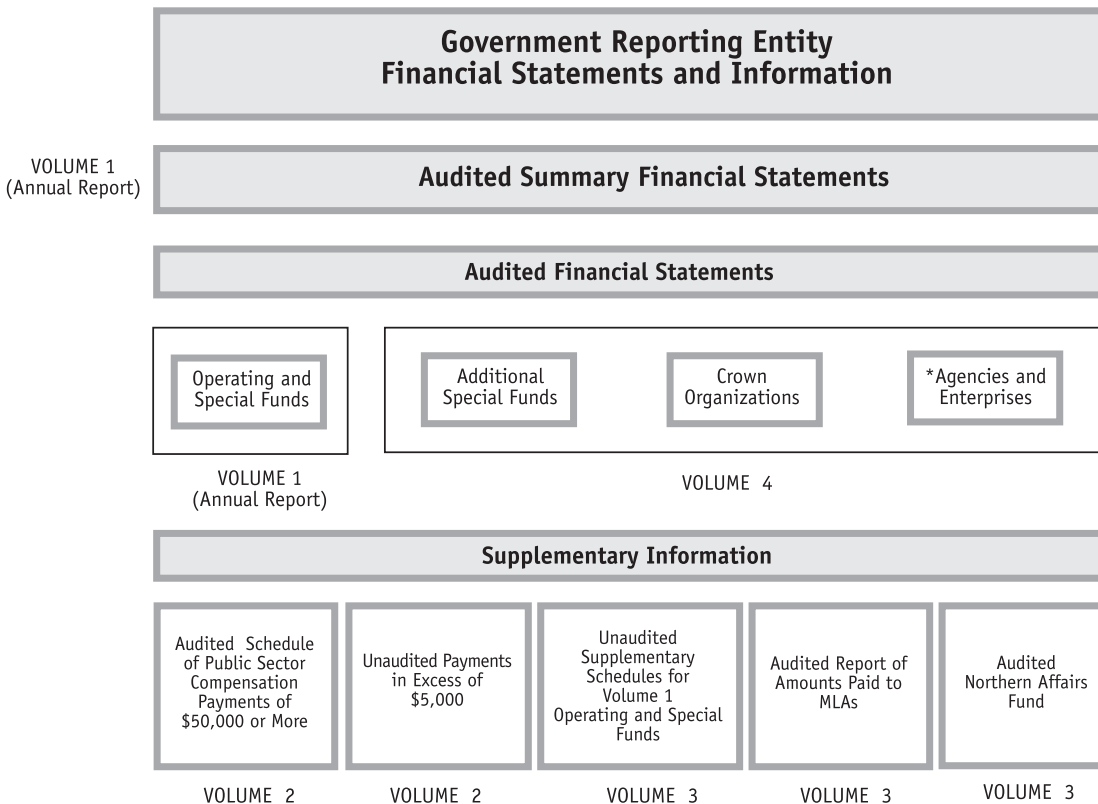 Government Reporting Entity
Financial Statements and Information
VOLUME 1
(Annual Report)
Audited Summary Financial Statements
Audited Financial Statements
Operating and
Special Funds
Additional
Special Funds
Crown
Organizations
*Agencies and
Enterprises
VOLUME 1
(Annual Report)
VOLUME 4
Supplementary Information
Audited Schedule
of Public Sector
Compensation
Payments of
$50,000 or More
Unaudited Payments
in Excess of
$5,000
Unaudited
Supplementary
Schedules for
Volume 1
Operating and Special
Funds
Audited Report of
Amounts Paid to
MLAs
Audited
Northern Affairs
Fund
VOLUME 2
VOLUME 2
VOLUME 3
VOLUME 3
VOLUME 3